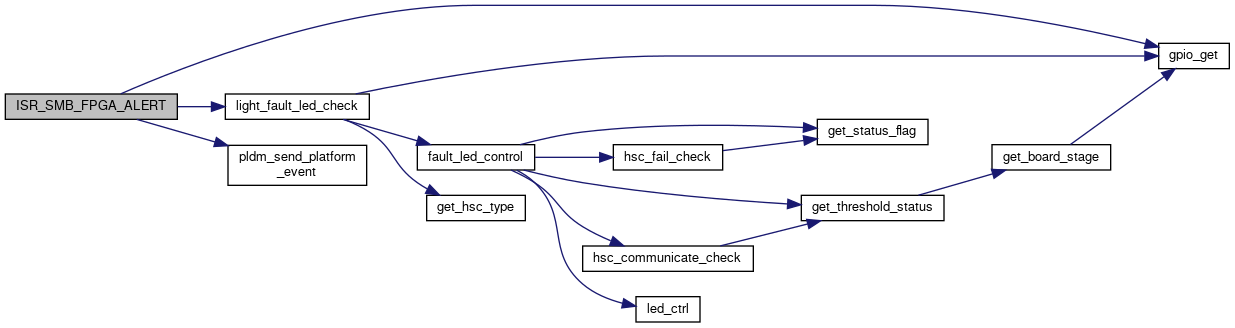 ISR_SMB_FPGA_ALERT
light_fault_led_check
pldm_send_platform
_event
fault_led_control
get_hsc_type
hsc_fail_check
hsc_communicate_check
led_ctrl
get_status_flag
get_threshold_status
get_board_stage
gpio_get